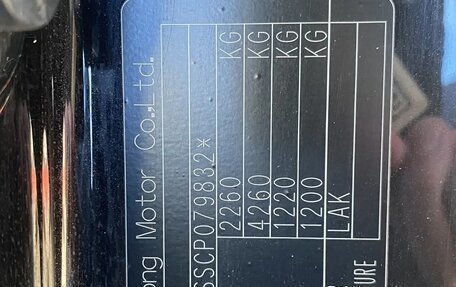 ong Motor Co.,Ltd.
SSCP079832*
2260 KG
4260 KG
1220 KG
1200 KG
LAK
URE